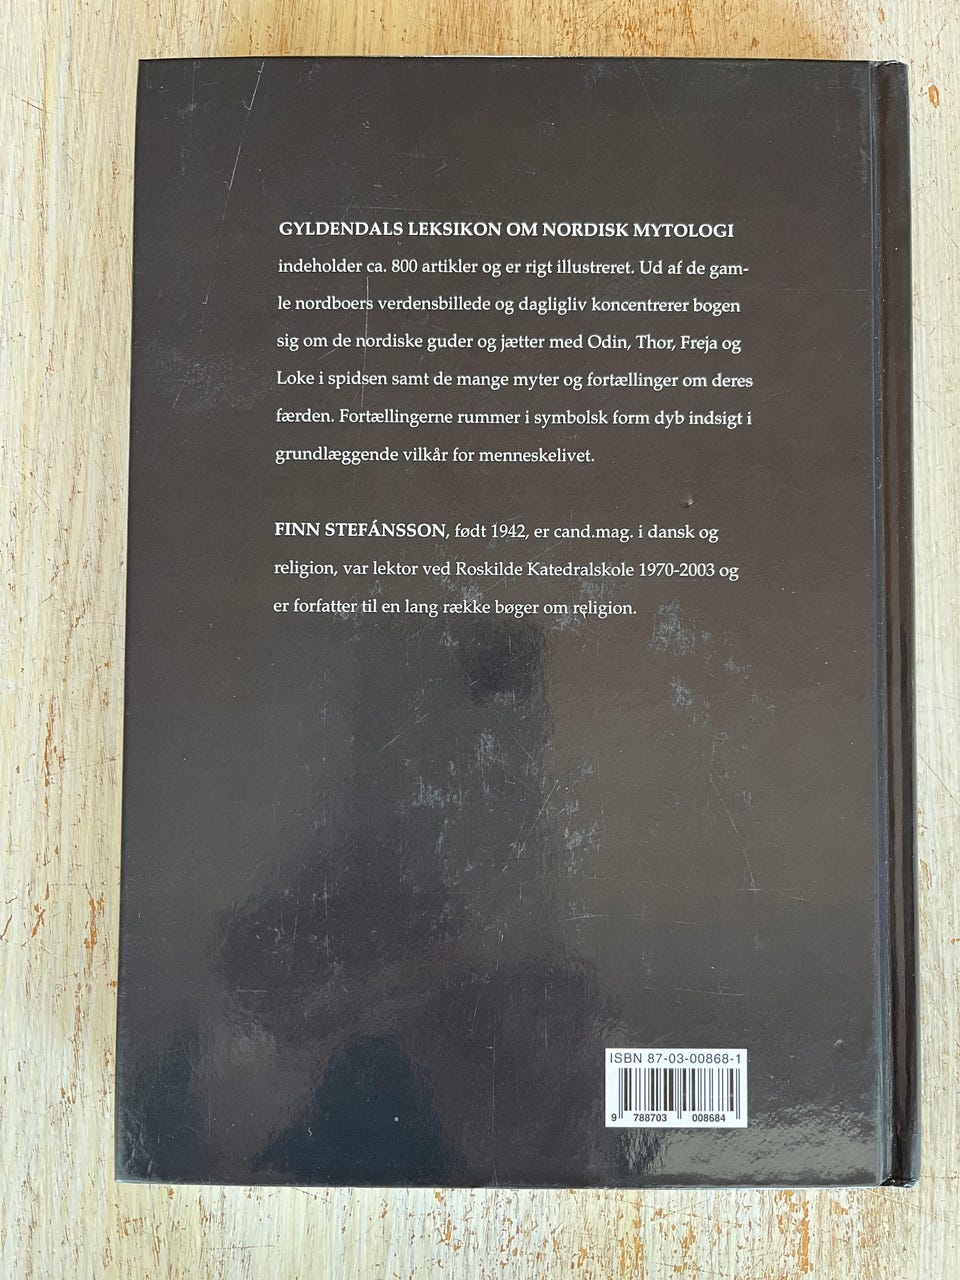 GYLDENDALS LEKSIKON OM NORDISK MYTOLOGI
indeholder ca. 800 artikler og er rigt illustreret. Ud af de gam-
le nordboers verdensbillede og dagligliv koncentrerer bogen
sig om de nordiske guder og jætter med Odin, Thor, Freja og
Loke i spidsen samt de mange myter og fortællinger om deres
færden. Fortællingerne rummer i symbolsk form dyb indsigt i
grundlæggende vilkår for menneskelivet.
FINN STEFÁNSSON, født 1942, er cand.mag. i dansk og
religion, var lektor ved Roskilde Katedralskole 1970-2003 og
er forfatter til en lang række bøger om religion.
ISBN 87-03-00868-1
9 788703 008684